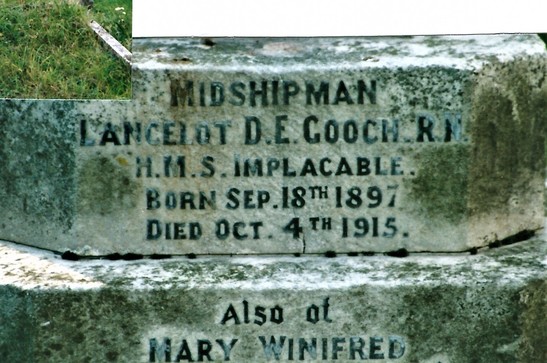 MIDSHIPMAN
LANCELOT D.E. GOOCH. R.N.
H.M.S. IMPLACABLE.
BORN SEP. 18TH 1897
DIED OCT. 4TH 1915.
Also of
MARY WINIFRED